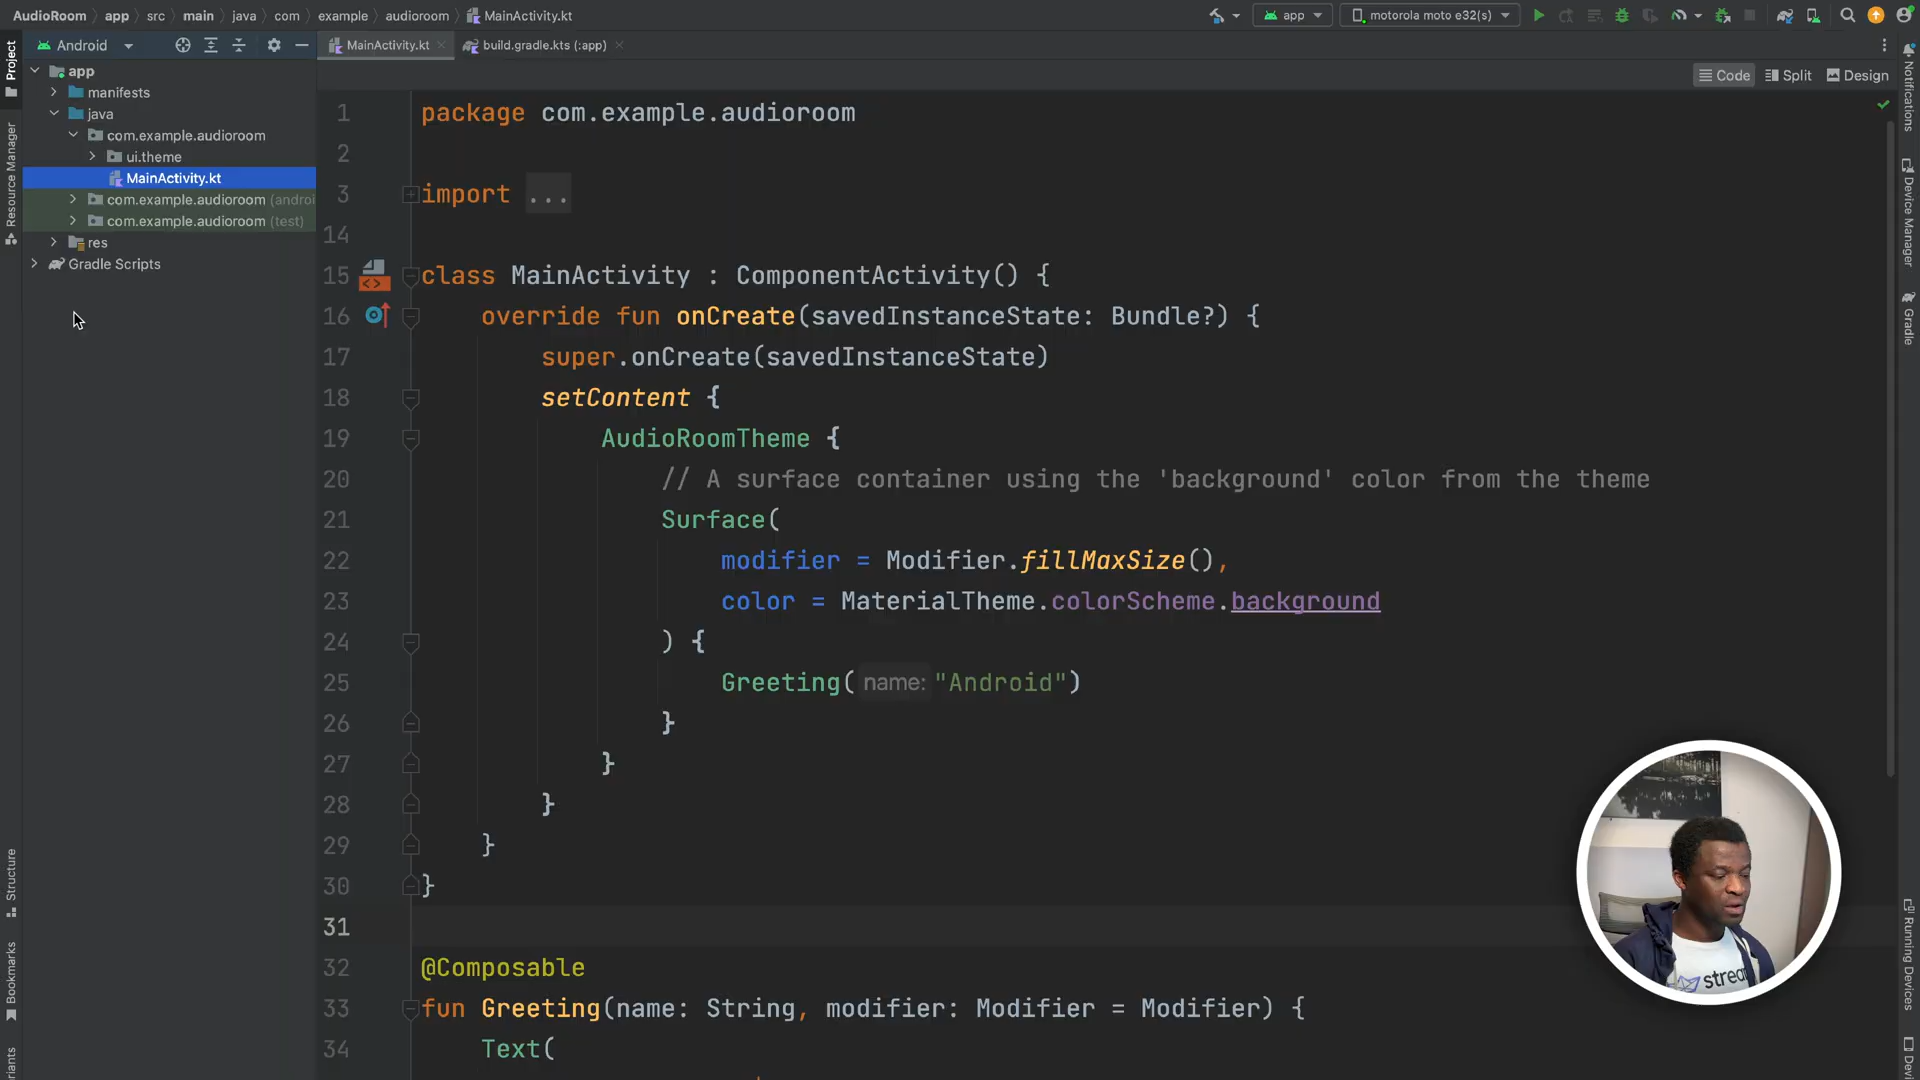 AudioRoom app src main java com example audioroom MainActivity.kt
app motorola moto e32(s)
Android
MainActivity.kt build.gradle.kts (:app)
Code Split Design
Project
Resource Manager
Structure
Bookmarks
app
manifests
java
com.example.audioroom
ui.theme
MainActivity.kt
com.example.audioroom (androi
com.example.audioroom (test)
res
Gradle Scripts
1 package com.example.audioroom
2
3 import ...
14
15 class MainActivity : ComponentActivity() {
16 override fun onCreate(savedInstanceState: Bundle?) {
17 super.onCreate(savedInstanceState)
18 setContent {
19 AudioRoomTheme {
20 // A surface container using the 'background' color from the theme
21 Surface(
22 modifier = Modifier.fillMaxSize(),
23 color = MaterialTheme.colorScheme.background
24 ) {
25 Greeting( name: "Android")
26 }
27 }
28 }
29 }
30 }
31
32 @Composable
33 fun Greeting(name: String, modifier: Modifier = Modifier) {
34 Text(
Notifications
Device Manager
Gradle
Running Devices
strea